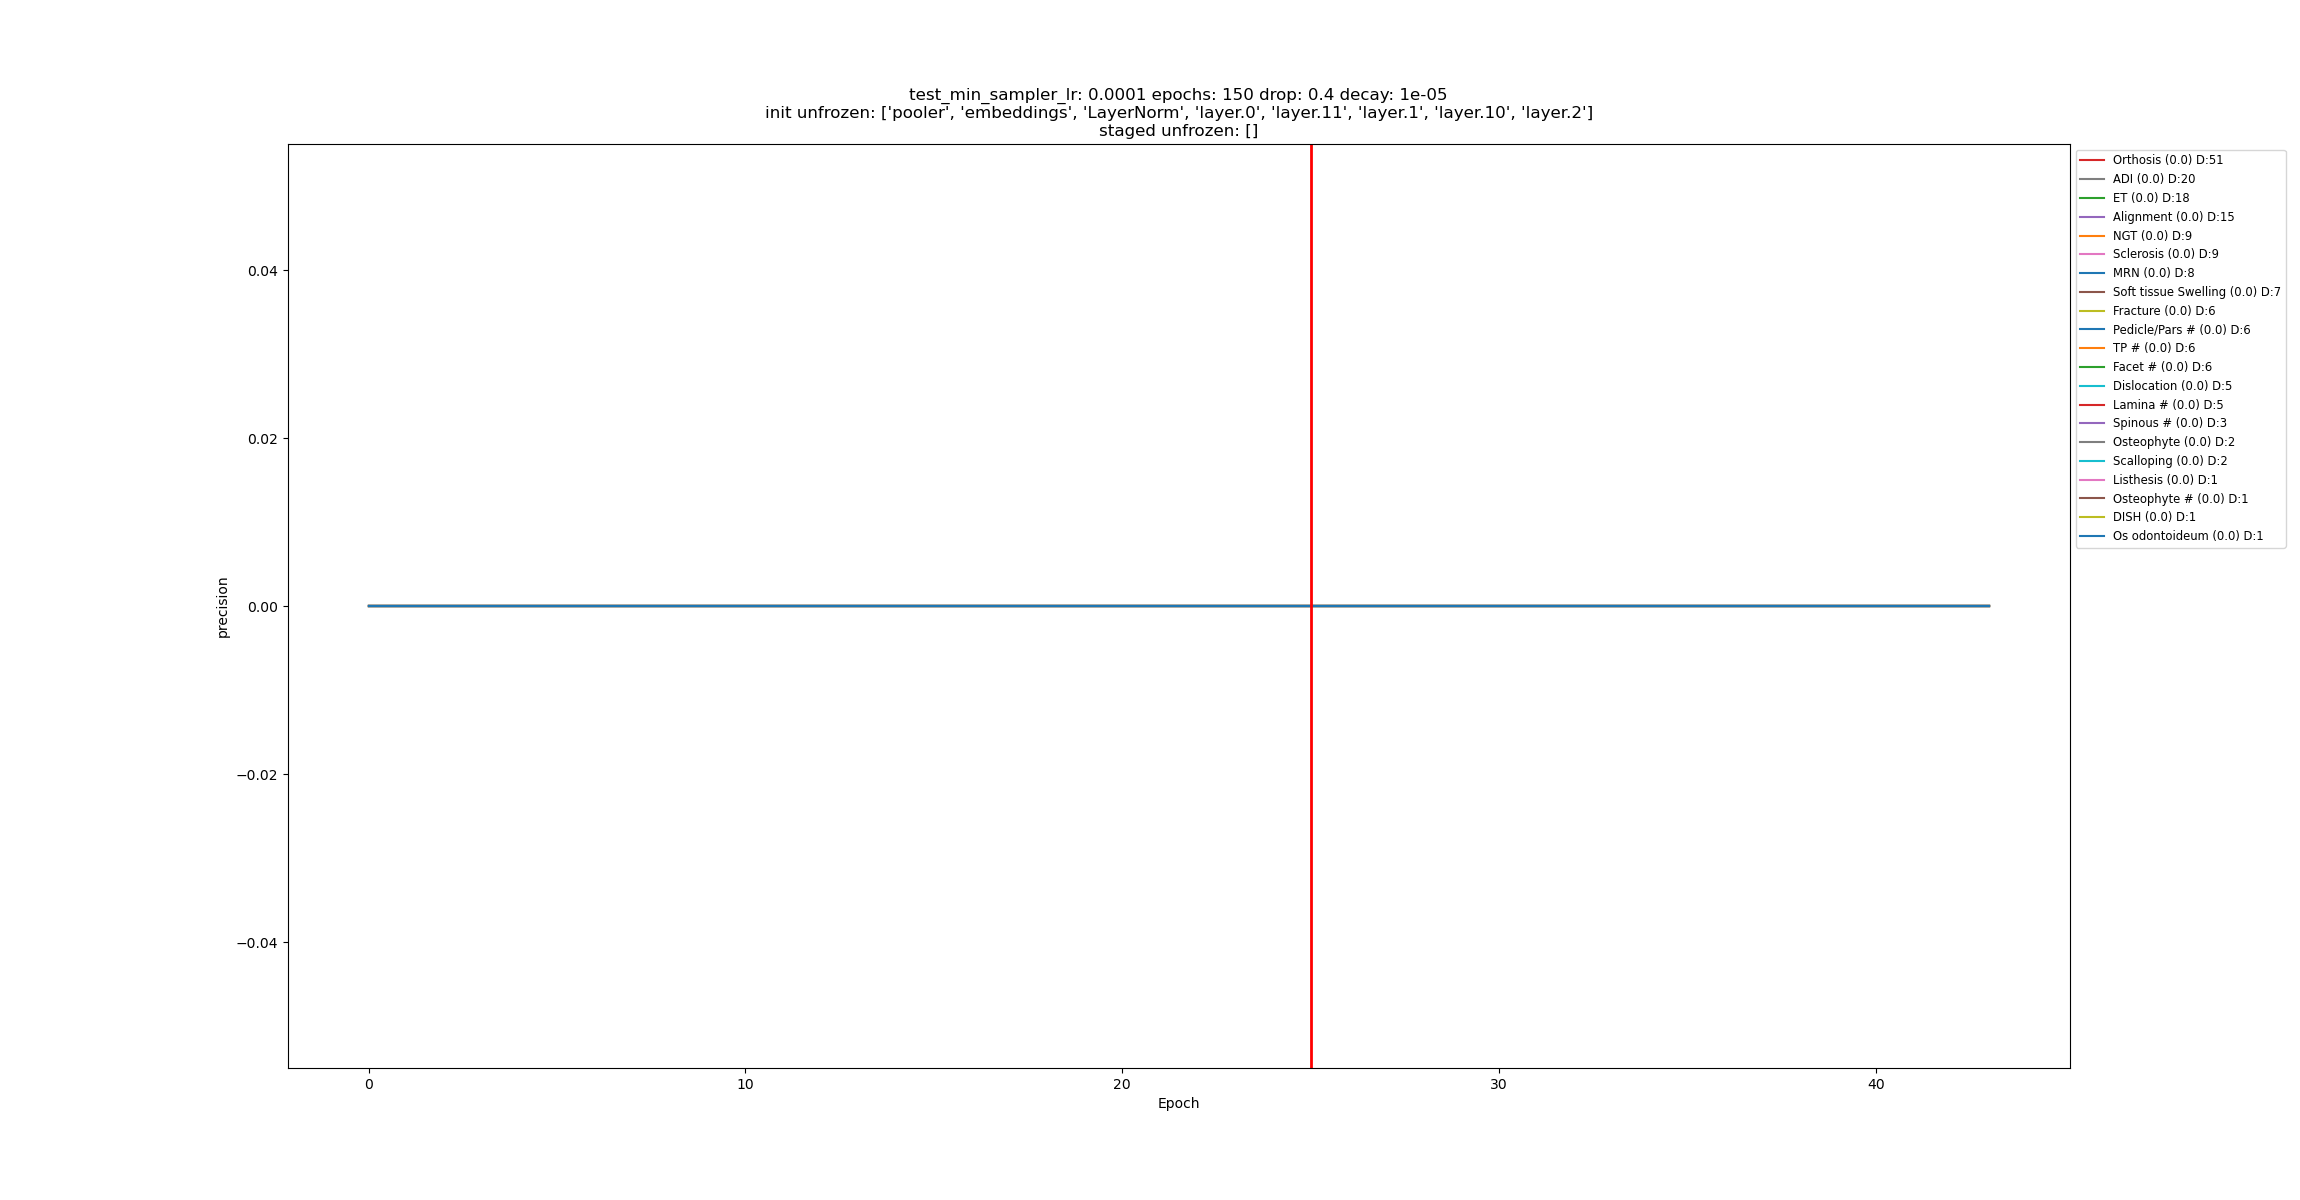 test_min_sampler_lr: 0.0001 epochs: 150 drop: 0.4 decay: 1e-05
init unfrozen: ['pooler', 'embeddings', 'LayerNorm', 'layer.0', 'layer.11', 'layer.1', 'layer.10', 'layer.2']
staged unfrozen: []
0.04
0.02
0.00
−0.02
−0.04
precision
0 10 20 30 40
Epoch
Orthosis (0.0) D:51
ADI (0.0) D:20
ET (0.0) D:18
Alignment (0.0) D:15
NGT (0.0) D:9
Sclerosis (0.0) D:9
MRN (0.0) D:8
Soft tissue Swelling (0.0) D:7
Fracture (0.0) D:6
Pedicle/Pars # (0.0) D:6
TP # (0.0) D:6
Facet # (0.0) D:6
Dislocation (0.0) D:5
Lamina # (0.0) D:5
Spinous # (0.0) D:3
Osteophyte (0.0) D:2
Scalloping (0.0) D:2
Listhesis (0.0) D:1
Osteophyte # (0.0) D:1
DISH (0.0) D:1
Os odontoideum (0.0) D:1